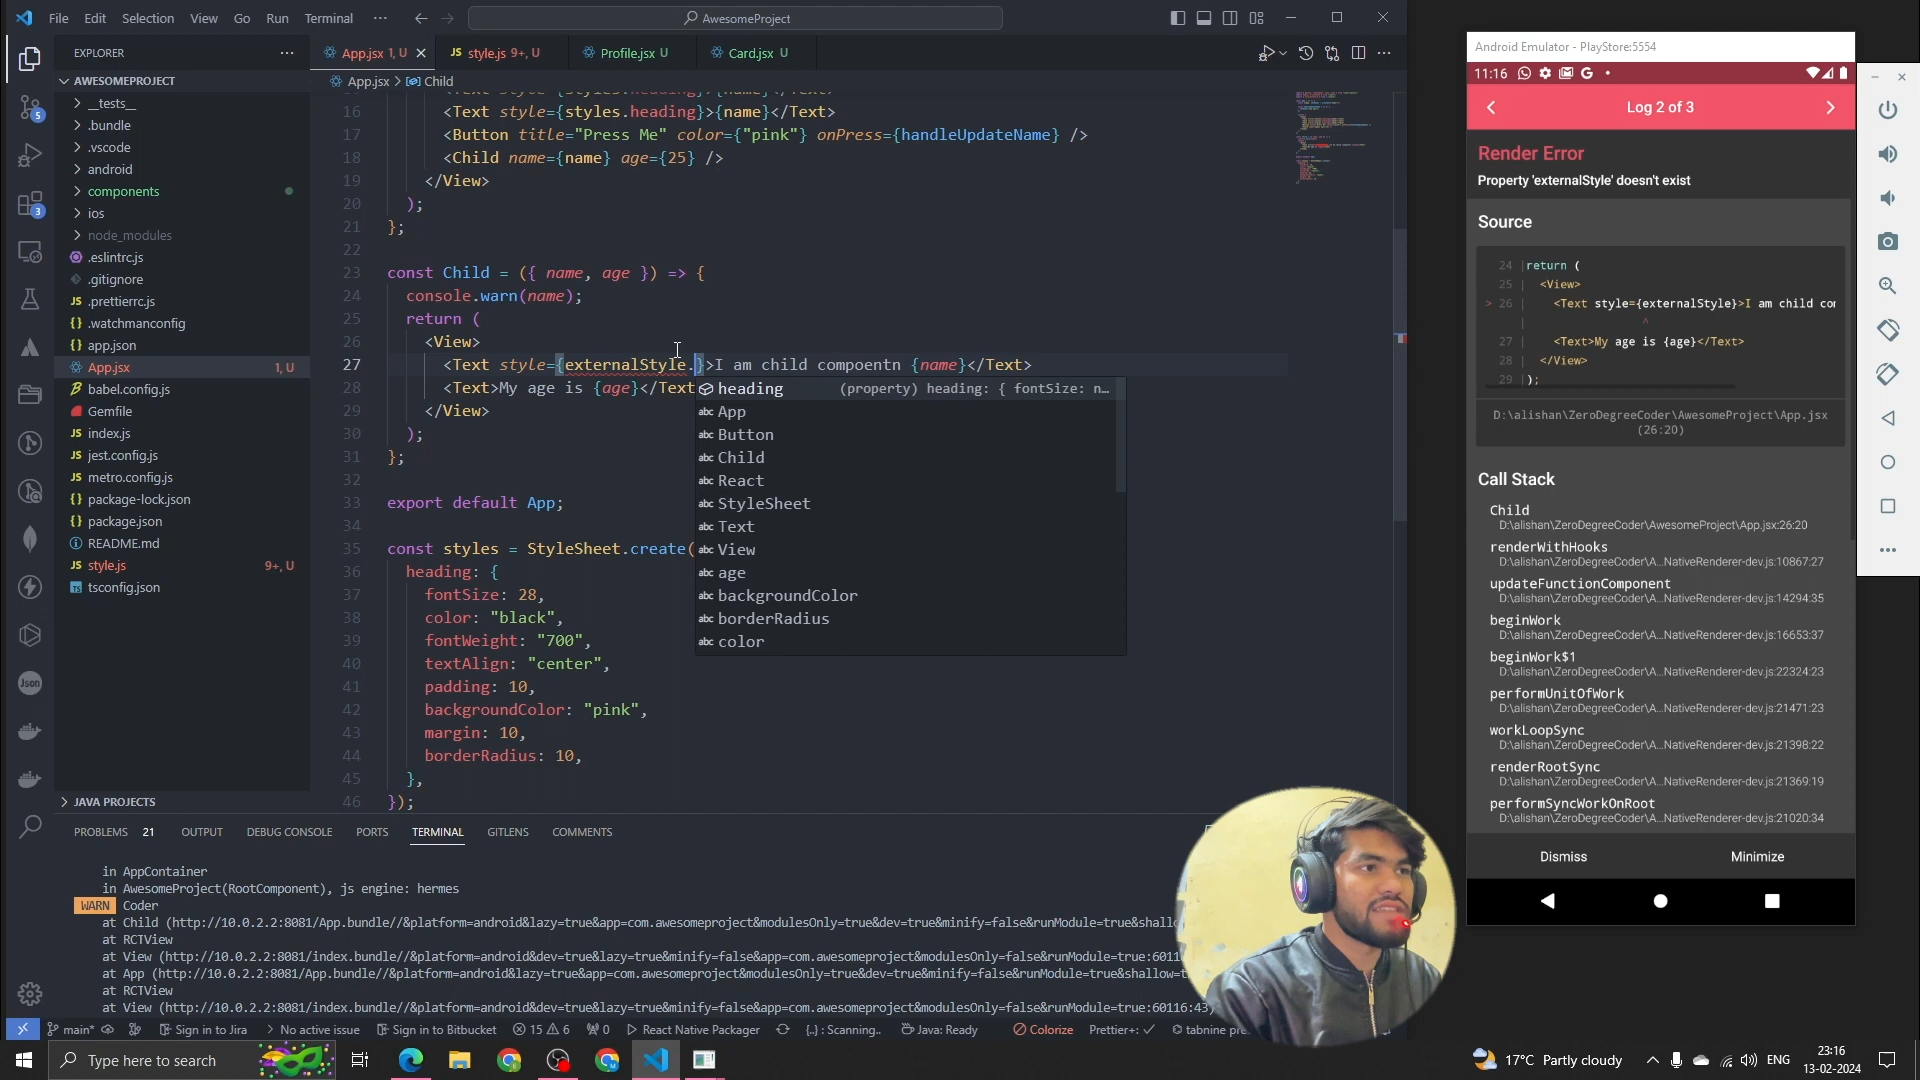 File Edit Selection View Go Run Terminal ··· AwesomeProject
EXPLORER
AWESOMEPROJECT
__tests__
.bundle
.vscode
android
components
ios
node_modules
.eslintrc.js
.gitignore
.prettierrc.js
.watchmanconfig
app.json
App.jsx 1, U
babel.config.js
Gemfile
index.js
jest.config.js
metro.config.js
package-lock.json
package.json
README.md
style.js 9+, U
tsconfig.json
JAVA PROJECTS
5
3
Json
App.jsx 1, U style.js 9+, U Profile.jsx U Card.jsx U
App.jsx > Child
16 <Text style={styles.heading}>{name}</Text>
17 <Button title="Press Me" color={"pink"} onPress={handleUpdateName} />
18 <Child name={name} age={25} />
19 </View>
20 );
21 };
22
23 const Child = ({ name, age }) => {
24 console.warn(name);
25 return (
26 <View>
27 <Text style={externalStyle.}>I am child compoentn {name}</Text>
28 <Text>My age is {age}</Text
29 </View>
30 );
31 };
32
33 export default App;
34
35 const styles = StyleSheet.create(
36 heading: {
37 fontSize: 28,
38 color: "black",
39 fontWeight: "700",
40 textAlign: "center",
41 padding: 10,
42 backgroundColor: "pink",
43 margin: 10,
44 borderRadius: 10,
45 },
46 });
heading (property) heading: { fontSize: n…
abc App
abc Button
abc Child
abc React
abc StyleSheet
abc Text
abc View
abc age
abc backgroundColor
abc borderRadius
abc color
PROBLEMS 21 OUTPUT DEBUG CONSOLE PORTS TERMINAL GITLENS COMMENTS
in AppContainer
in AwesomeProject(RootComponent), js engine: hermes
WARN Coder
at Child (http://10.0.2.2:8081/App.bundle//&platform=android&lazy=true&app=com.awesomeproject&modulesOnly=true&dev=true&minify=false&runModule=true&shallo
at RCTView
at View (http://10.0.2.2:8081/index.bundle//&platform=android&dev=true&lazy=true&minify=false&app=com.awesomeproject&modulesOnly=false&runModule=true:6011
at App (http://10.0.2.2:8081/App.bundle//&platform=android&lazy=true&app=com.awesomeproject&modulesOnly=true&dev=true&minify=false&runModule=true&shallow=t
at RCTView
at View (http://10.0.2.2:8081/index.bundle//&platform=android&dev=true&lazy=true&minify=false&app=com.awesomeproject&modulesOnly=false&runModule=true:60116:43)
main* Sign in to Jira No active issue Sign in to Bitbucket 15 6 0 React Native Packager {..} : Scanning.. Java: Ready Colorize Prettier+: tabnine pre
Android Emulator - PlayStore:5554
11:16
Log 2 of 3
Render Error
Property 'externalStyle' doesn't exist
Source
24 |return (
25 | <View>
> 26 | <Text style={externalStyle}>I am child com
| ^
27 | <Text>My age is {age}</Text>
28 | </View>
29 |);
D:\alishan\ZeroDegreeCoder\AwesomeProject\App.jsx
(26:20)
Call Stack
Child
D:\alishan\ZeroDegreeCoder\AwesomeProject\App.jsx:26:20
renderWithHooks
D:\alishan\ZeroDegreeCoder\A…NativeRenderer-dev.js:10867:27
updateFunctionComponent
D:\alishan\ZeroDegreeCoder\A…NativeRenderer-dev.js:14294:35
beginWork
D:\alishan\ZeroDegreeCoder\A…NativeRenderer-dev.js:16653:37
beginWork$1
D:\alishan\ZeroDegreeCoder\A…NativeRenderer-dev.js:22324:23
performUnitOfWork
D:\alishan\ZeroDegreeCoder\A…NativeRenderer-dev.js:21471:23
workLoopSync
D:\alishan\ZeroDegreeCoder\A…NativeRenderer-dev.js:21398:22
renderRootSync
D:\alishan\ZeroDegreeCoder\A…NativeRenderer-dev.js:21369:19
performSyncWorkOnRoot
D:\alishan\ZeroDegreeCoder\A…NativeRenderer-dev.js:21020:34
Dismiss Minimize
Type here to search
17°C Partly cloudy
ENG
23:16
13-02-2024